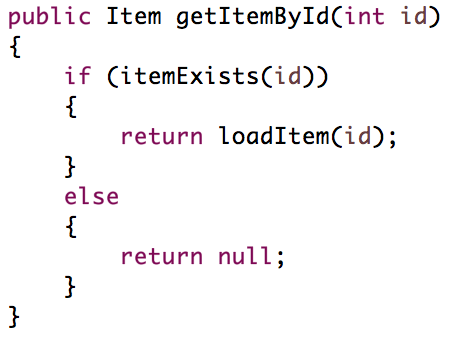 public Item getItemById(int id)
{
    if (itemExists(id))
    {
        return loadItem(id);
    }
    else
    {
        return null;
    }
}